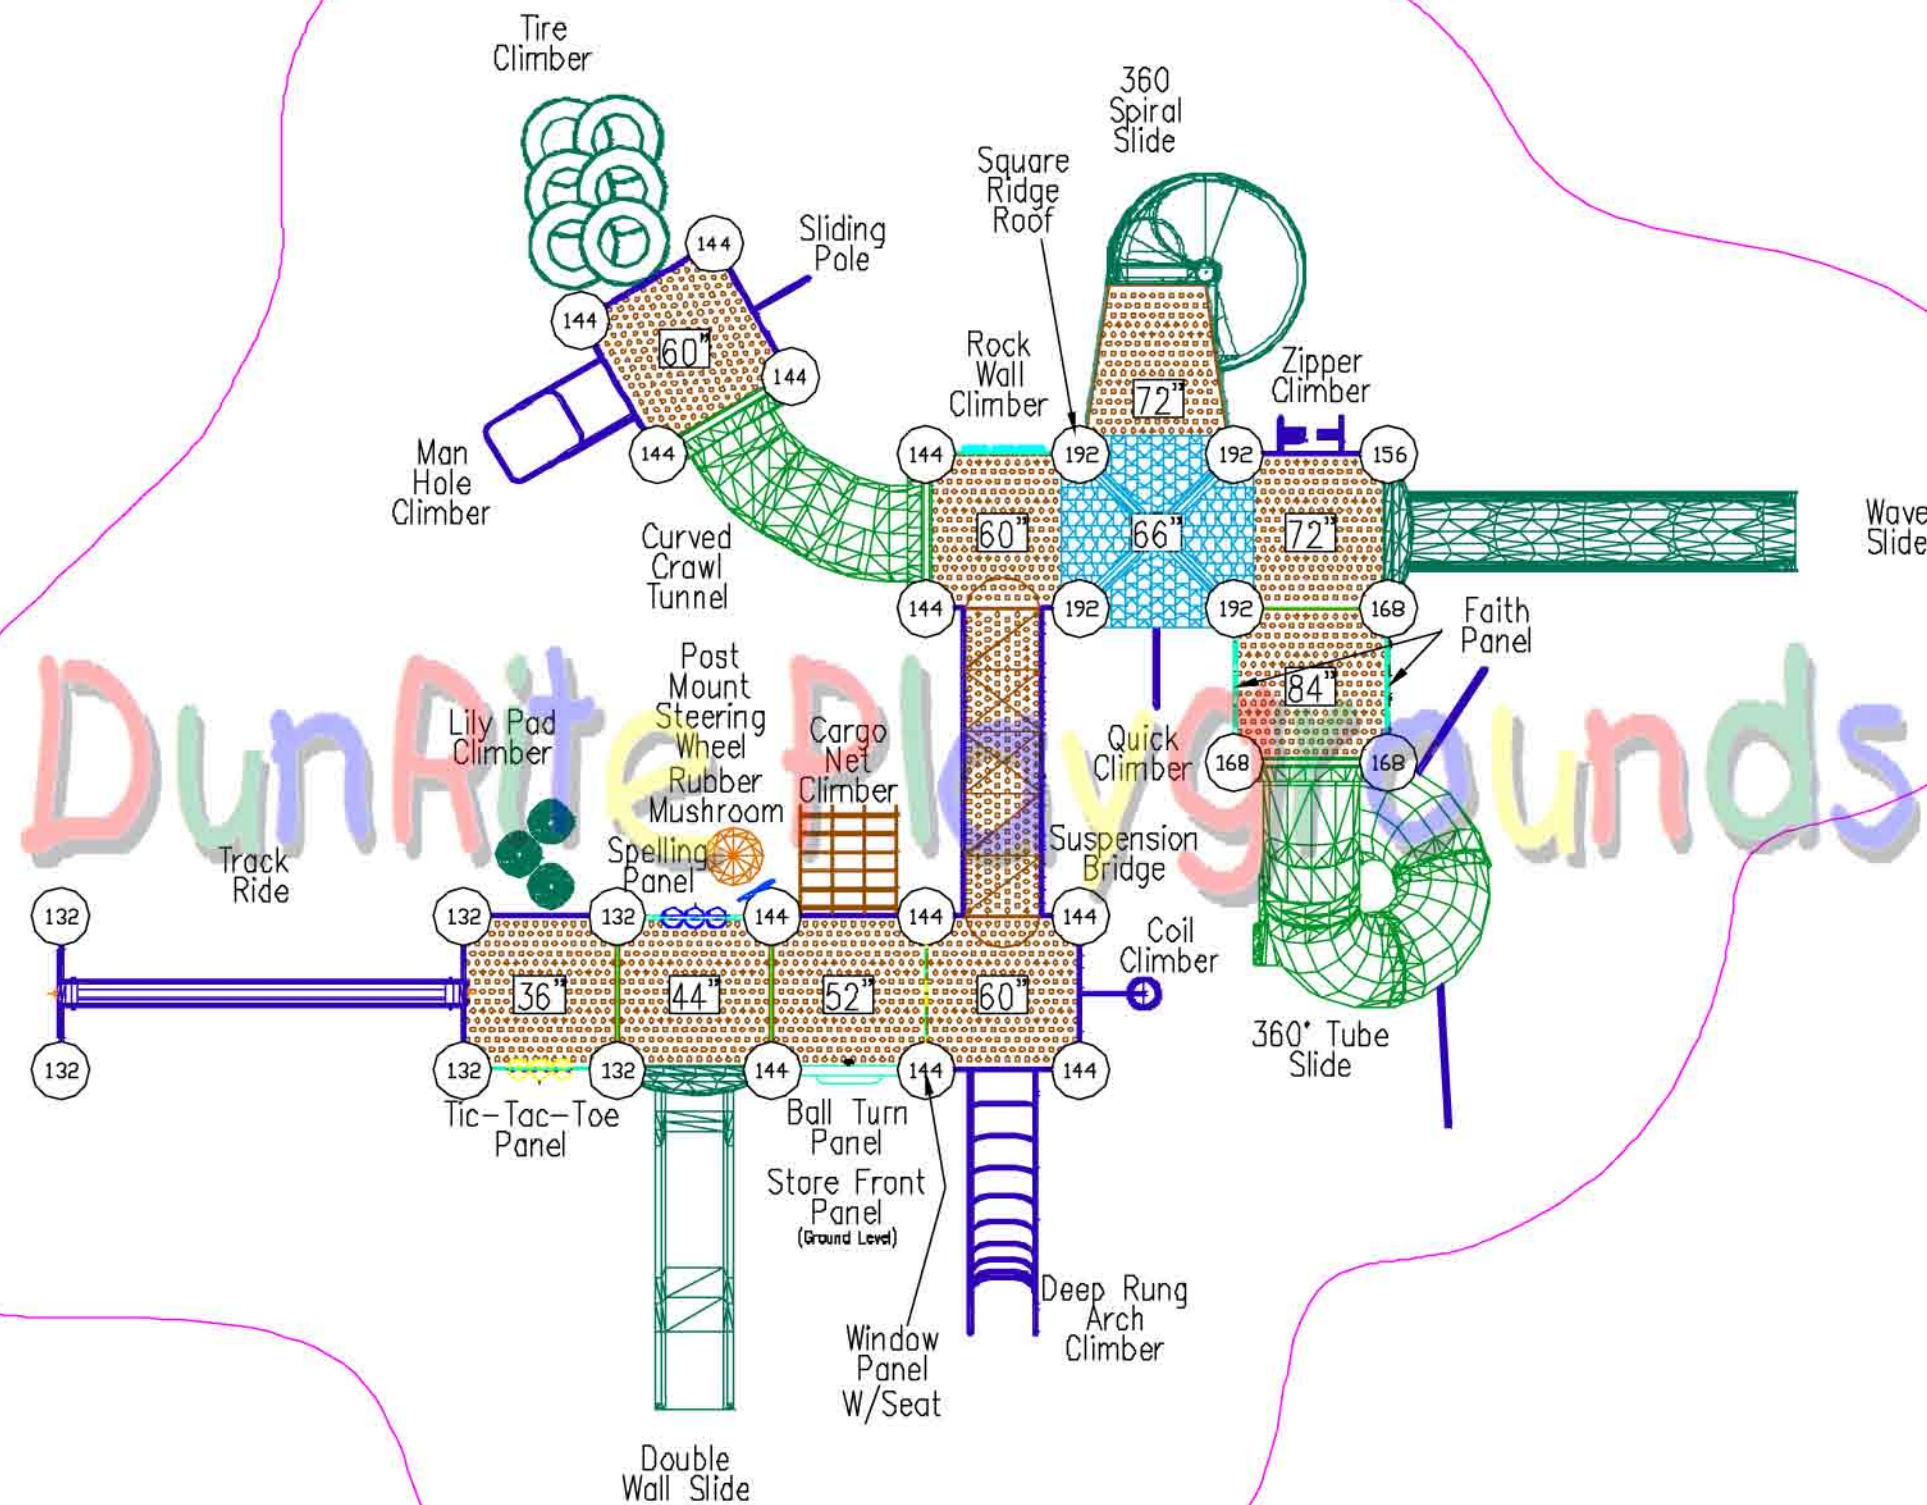 Tire
Climber
360
Spiral
Slide
Square
Ridge
Roof
Sliding
Pole
144
144
60"
144
144
Man
Hole
Climber
Curved
Crawl
Tunnel
Rock
Wall
Climber
72"
Zipper
Climber
144
192
192
156
60"
66"
72"
Wave
Slide
144
192
192
168
Faith
Panel
84"
168
168
DunRite Playgrounds
Lily Pad
Climber
Post
Mount
Steering
Wheel
Rubber
Mushroom
Cargo
Net
Climber
Quick
Climber
Suspension
Bridge
Spelling
Panel
Track
Ride
132
132
132
144
144
144
Coil
Climber
36"
44"
52"
60"
132
132
132
144
144
144
360° Tube
Slide
Tic-Tac-Toe
Panel
Ball Turn
Panel
Store Front
Panel
(Ground Level)
Window
Panel
W/Seat
Deep Rung
Arch
Climber
Double
Wall Slide